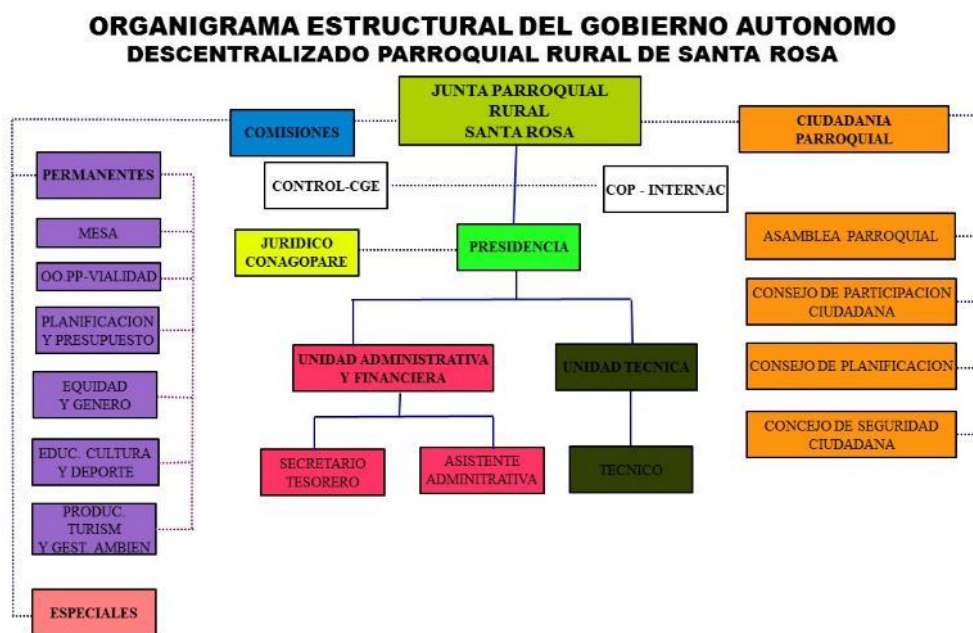 ORGANIGRAMA ESTRUCTURAL DEL GOBIERNO AUTONOMO
DESCENTRALIZADO PARROQUIAL RURAL DE SANTA ROSA
JUNTA PARROQUIAL
RURAL
SANTA ROSA
COMISIONES
CIUDADANIA
PARROQUIAL
CONTROL-CGE
COP - INTERNAC
JURIDICO
CONAGOPARE
PRESIDENCIA
PERMANENTES
MESA
OO.PP-VIALIDAD
PLANIFICACION
Y PRESUPUESTO
EQUIDAD
Y GENERO
EDUC. CULTURA
Y DEPORTE
PRODUC.
TURISM
Y GEST. AMBIEN
ESPECIALES
UNIDAD ADMINISTRATIVA
Y FINANCIERA
UNIDAD TECNICA
SECRETARIO
TESORERO
ASISTENTE
ADMINITRATIVA
TECNICO
ASAMBLEA PARROQUIAL
CONSEJO DE PARTICIPACION
CIUDADANA
CONSEJO DE PLANIFICACION
CONCEJO DE SEGURIDAD
CIUDADANA